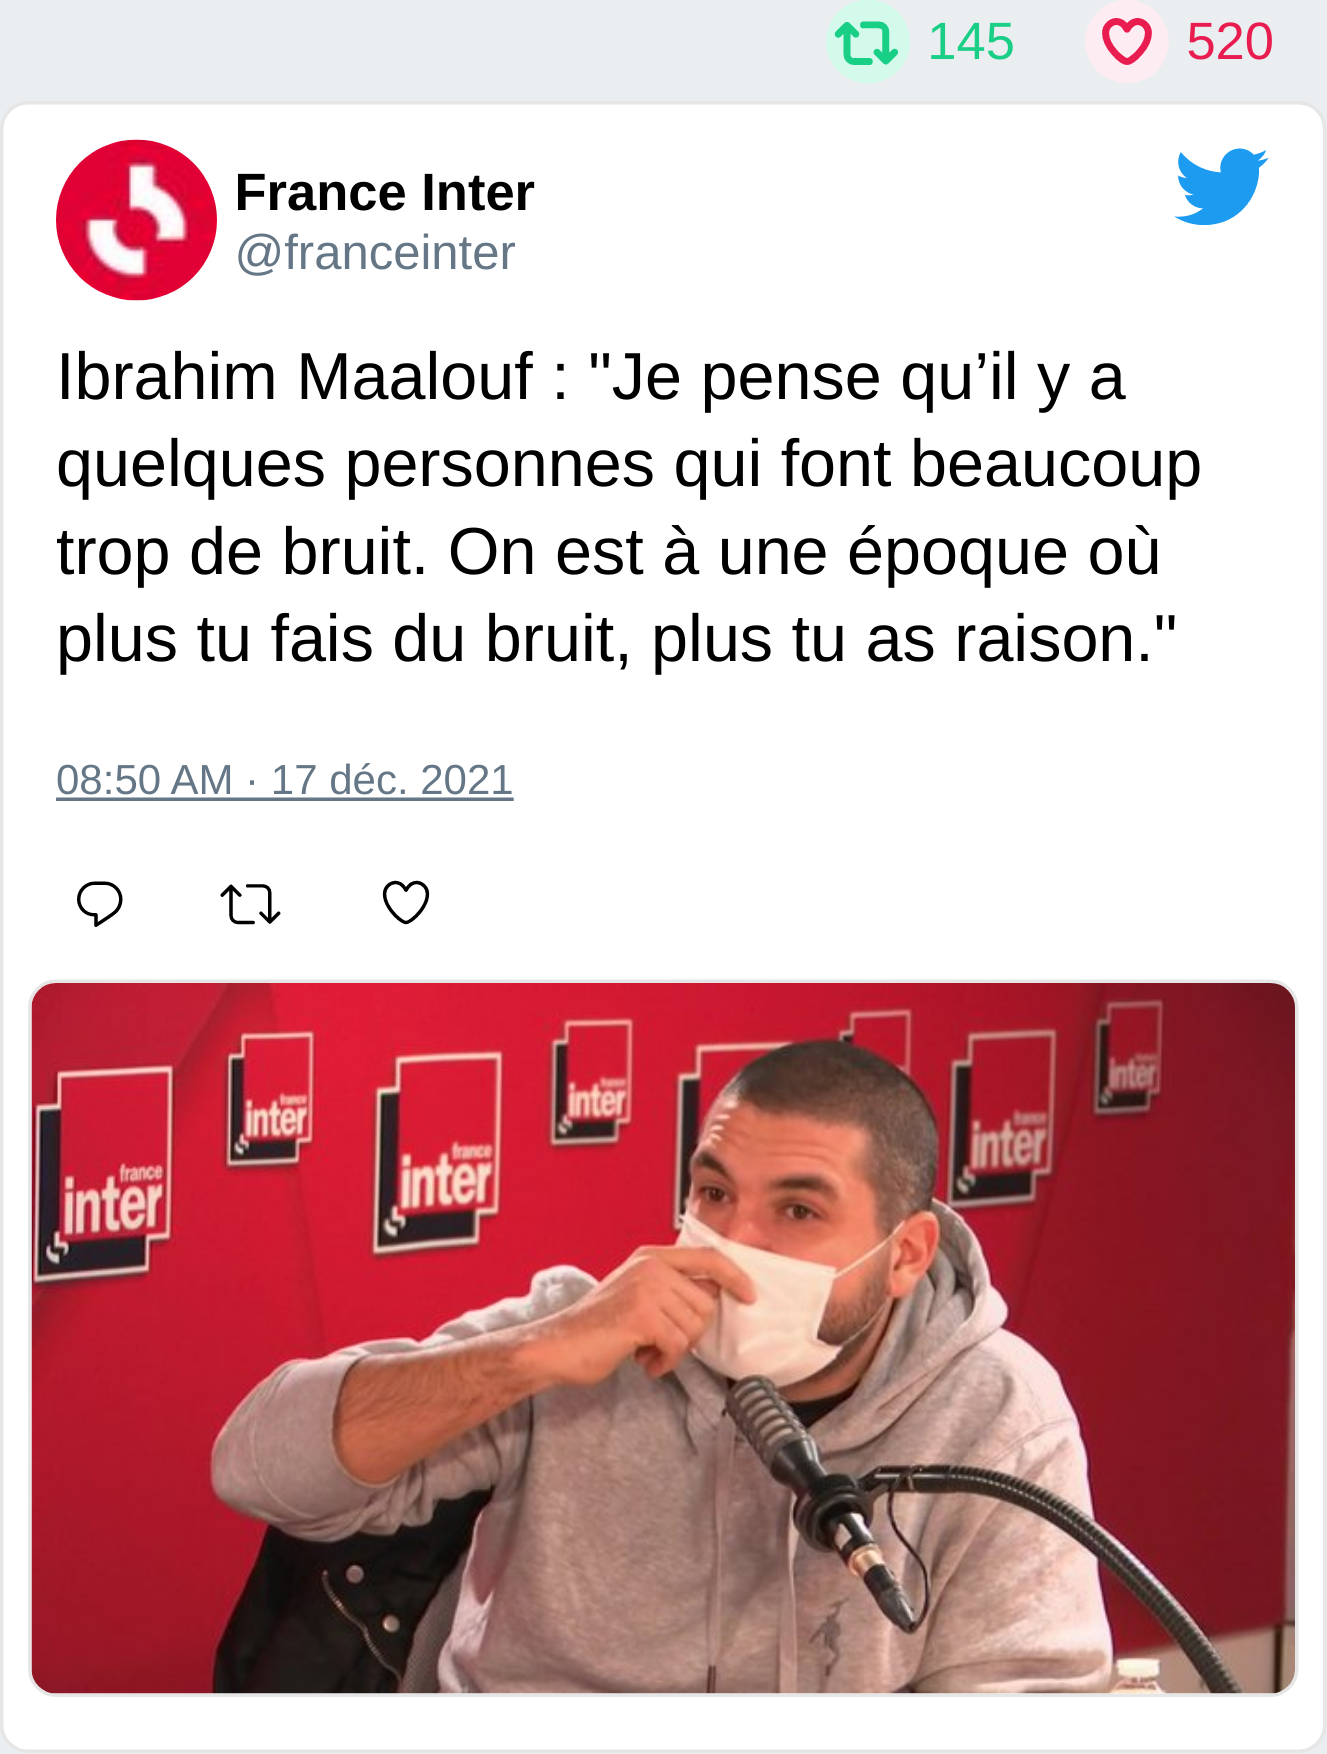 145 520
France Inter
@franceinter
Ibrahim Maalouf : "Je pense qu’il y a
quelques personnes qui font beaucoup
trop de bruit. On est à une époque où
plus tu fais du bruit, plus tu as raison."
08:50 AM · 17 déc. 2021
france
inter
france
inter
france
inter
france
inter
france
inter
inter